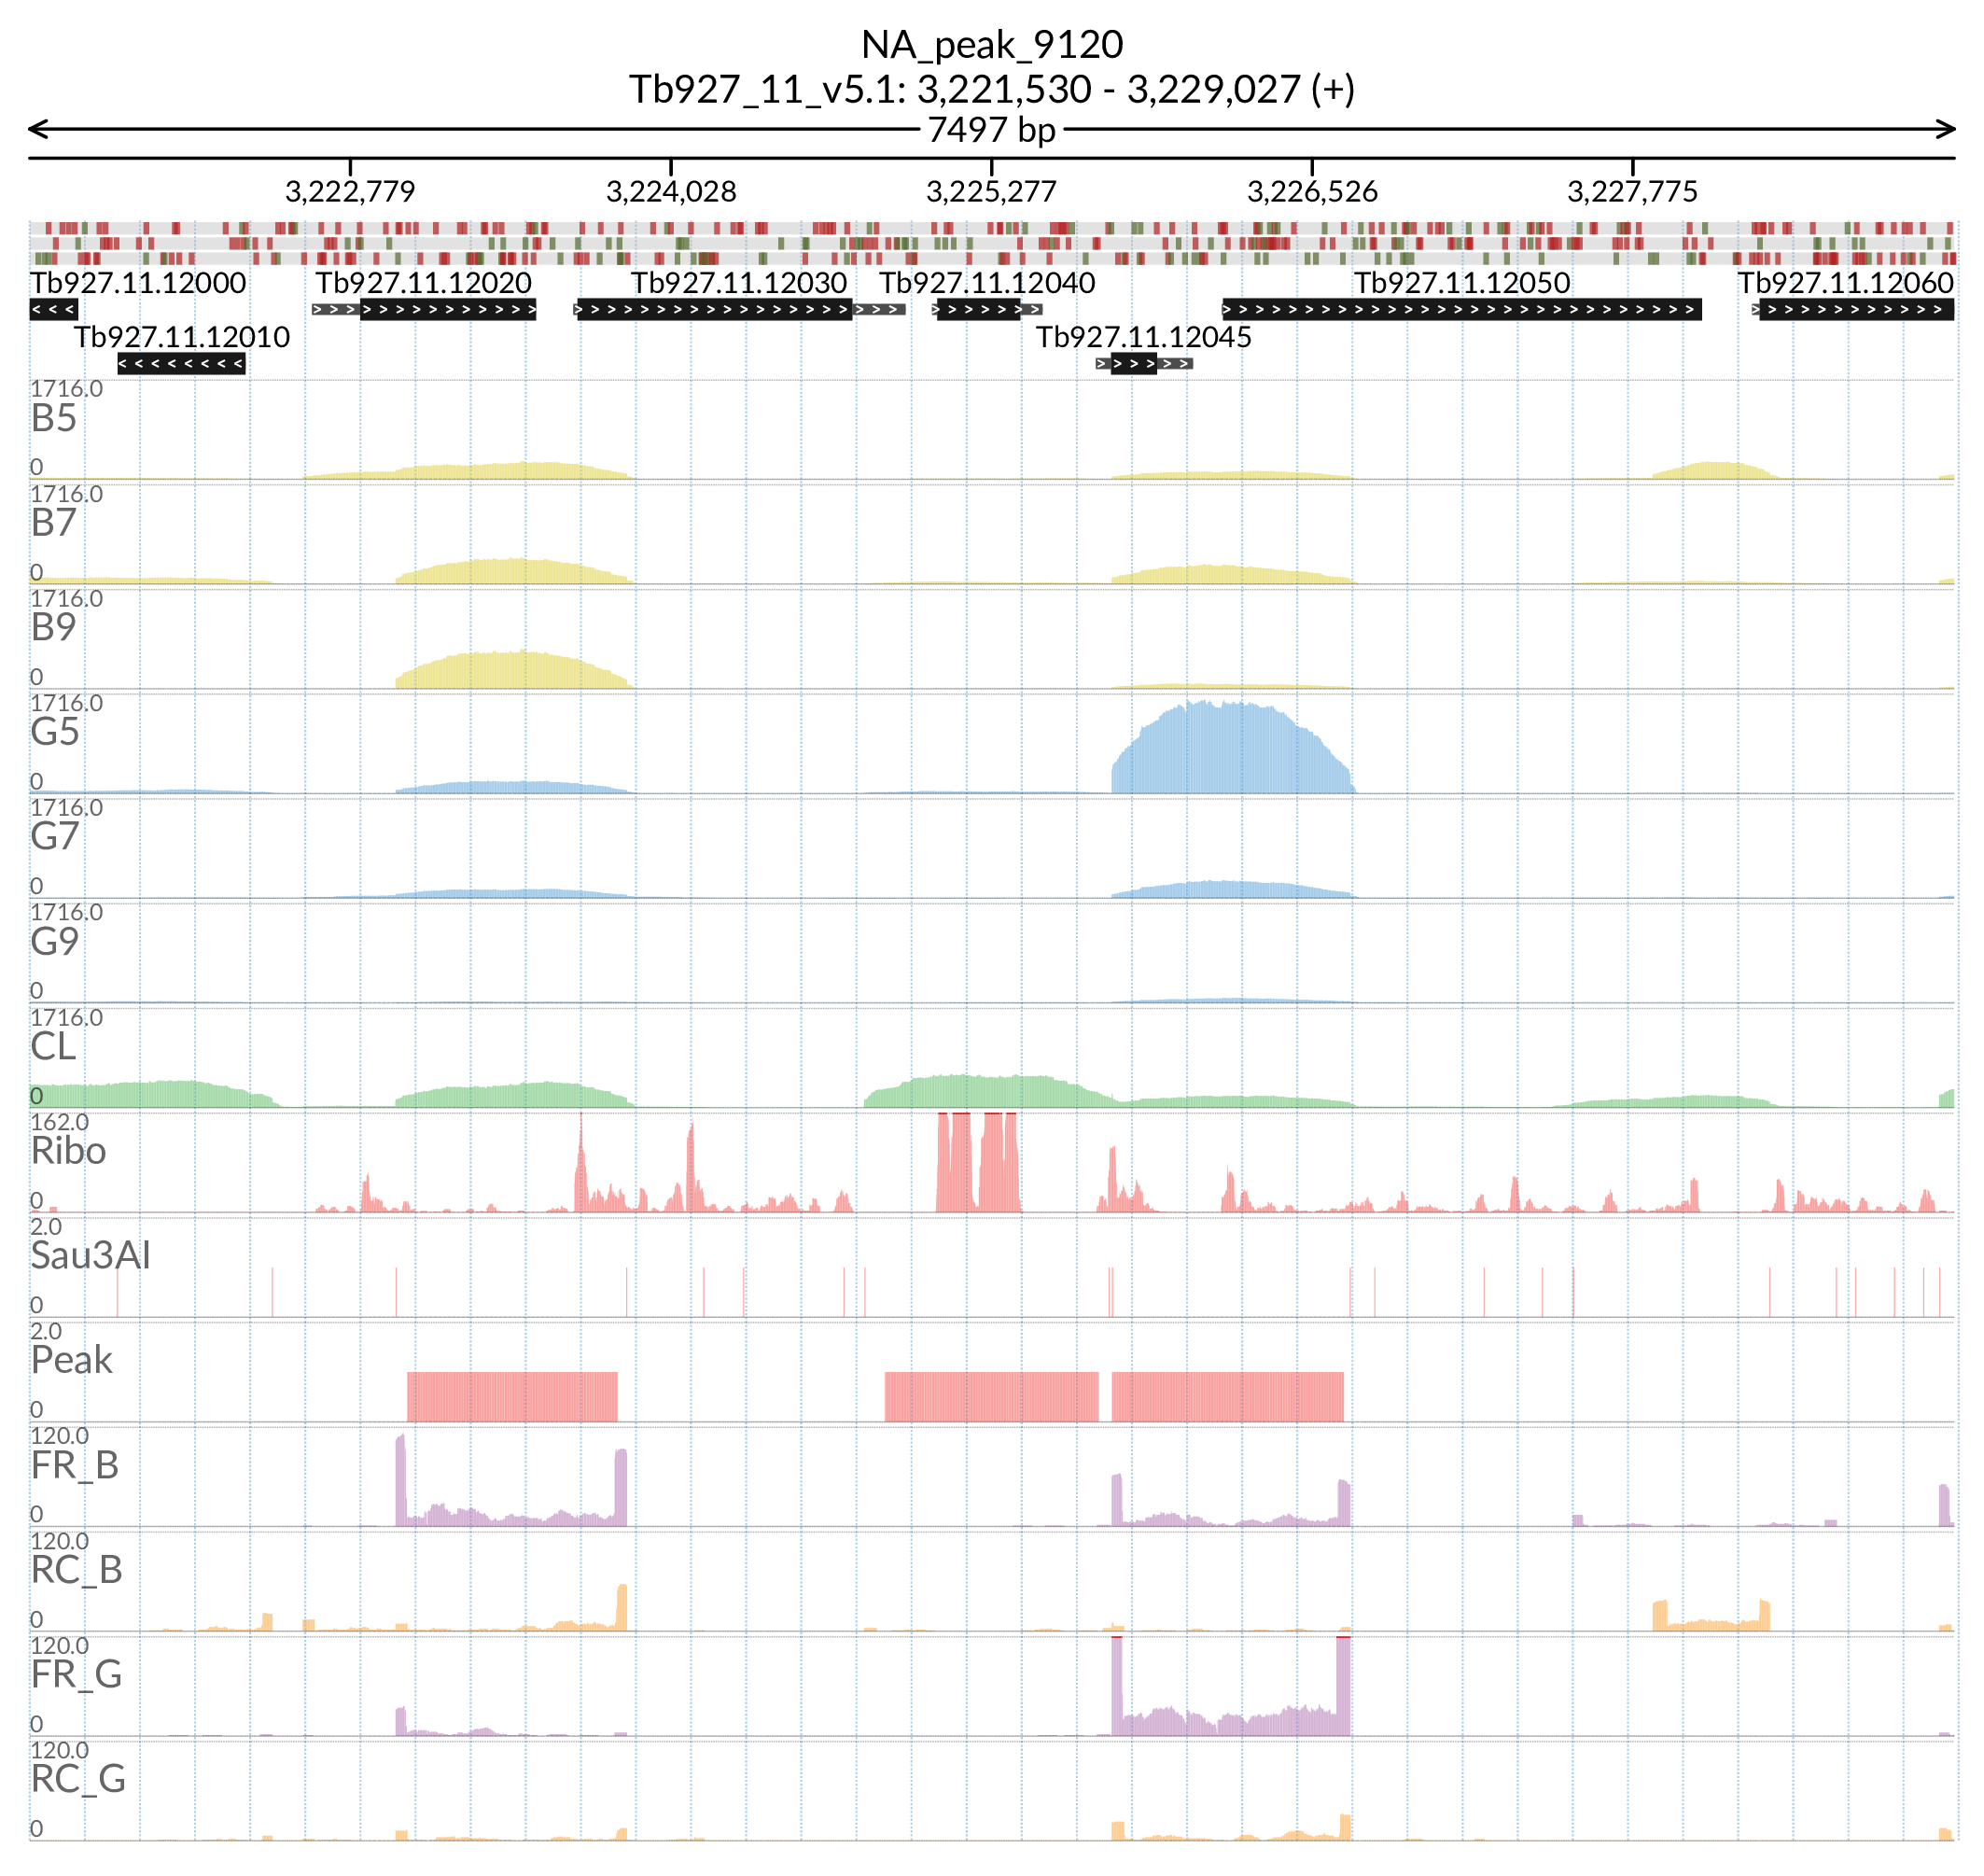 NA_peak_9120
Tb927_11_v5.1: 3,221,530 - 3,229,027 (+)
7497 bp
3,222,779 3,224,028 3,225,277 3,226,526 3,227,775
Tb927.11.12000 Tb927.11.12020 Tb927.11.12030 Tb927.11.12040 Tb927.11.12050 Tb927.11.12060
Tb927.11.12010 Tb927.11.12045
1716.0
B5
0
1716.0
B7
0
1716.0
B9
0
1716.0
G5
0
1716.0
G7
0
1716.0
G9
0
1716.0
CL
0
162.0
Ribo
0
2.0
Sau3AI
0
2.0
Peak
0
120.0
FR_B
0
120.0
RC_B
0
120.0
FR_G
0
120.0
RC_G
0